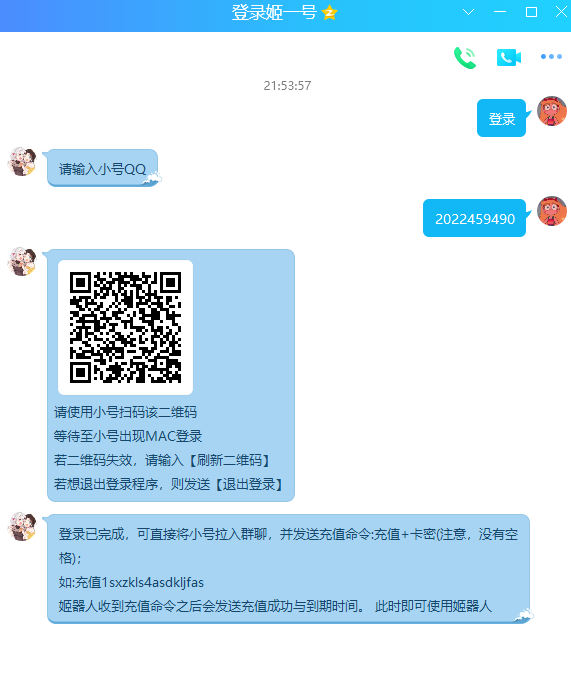 登录姬一号
21:53:57
登录
请输入小号QQ
2022459490
请使用小号扫码该二维码
等待至小号出现MAC登录
若二维码失效，请输入【刷新二维码】
若想退出登录程序，则发送【退出登录】
登录已完成，可直接将小号拉入群聊，并发送充值命令:充值+卡密(注意，没有空
格)；
如:充值1sxzkls4asdkljfas
姬器人收到充值命令之后会发送充值成功与到期时间。 此时即可使用姬器人